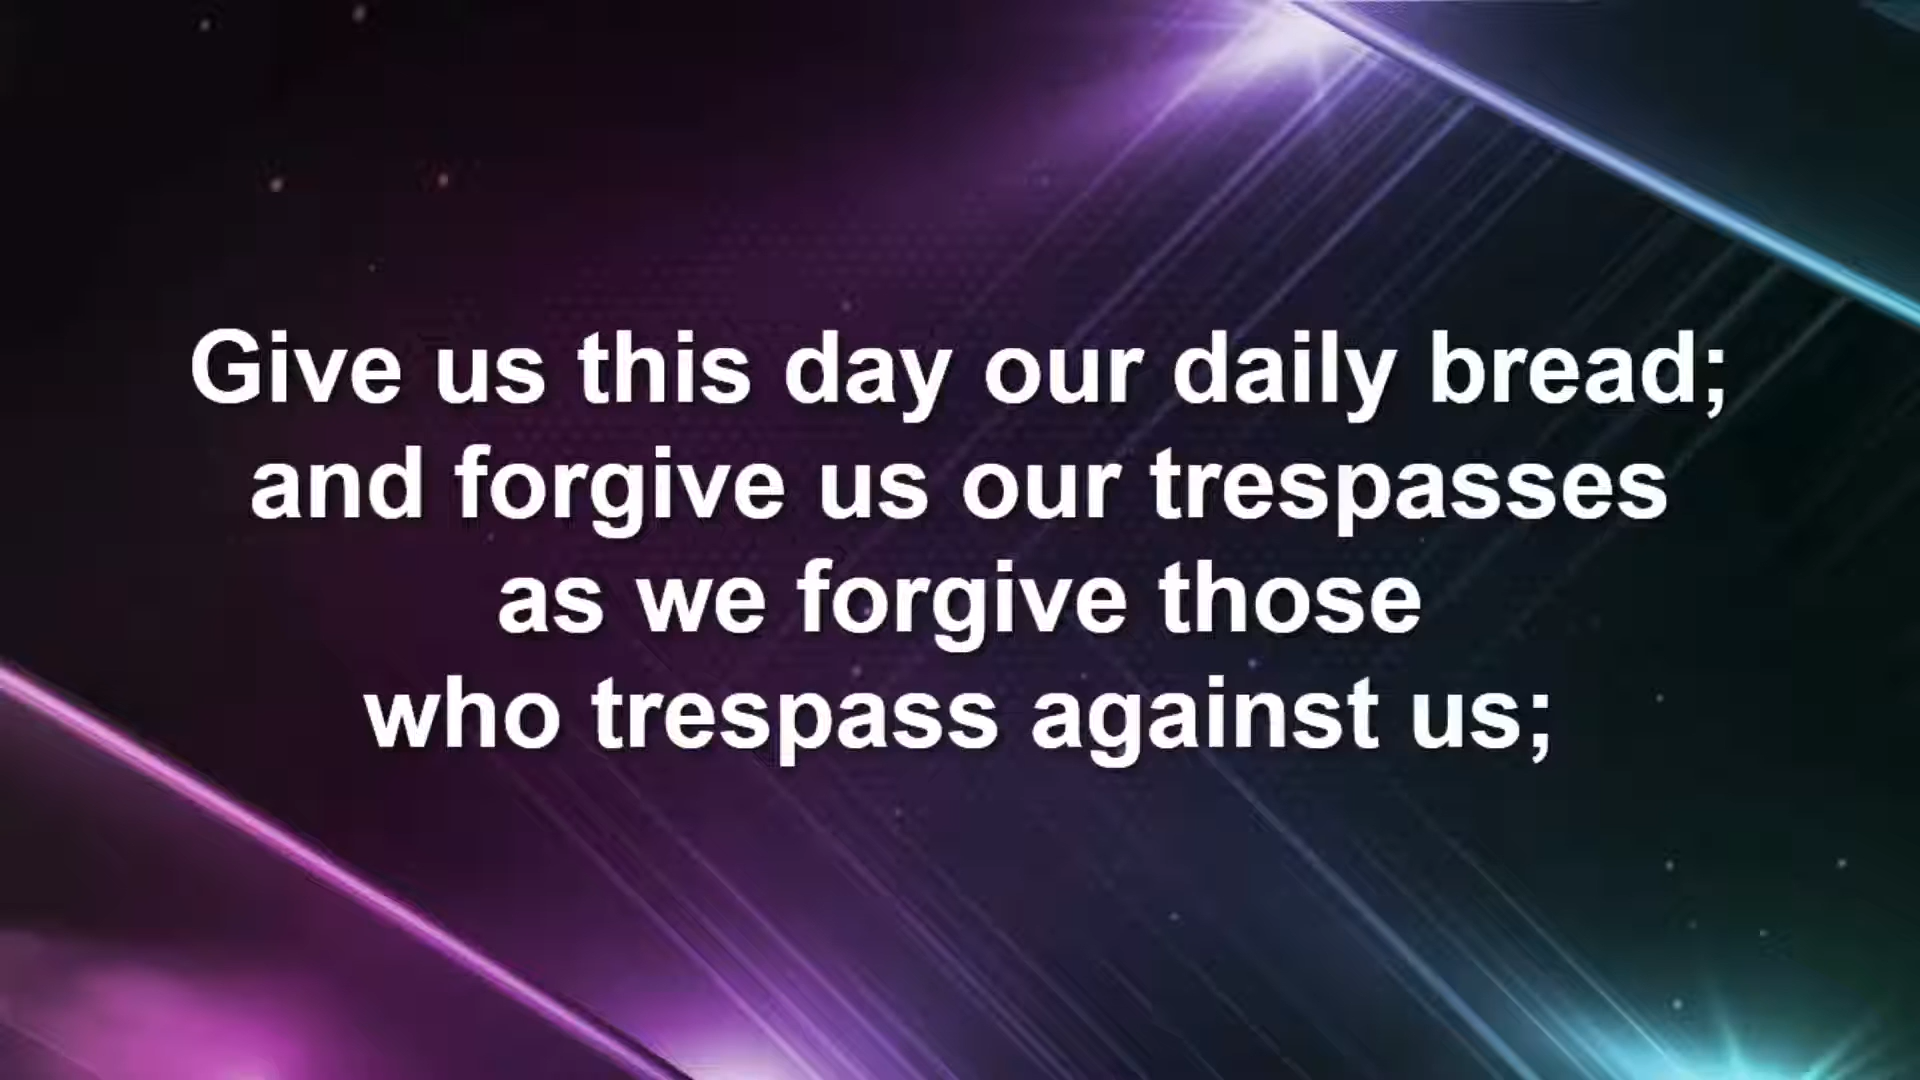 Give us this day our daily bread;
and forgive us our trespasses
as we forgive those
who trespass against us;